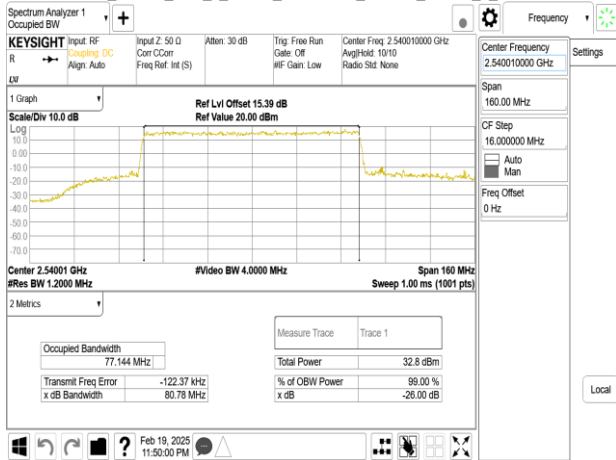 Spectrum Analyzer 1
Occupied BW
+
Frequency
KEYSIGHT
Input: RF
Coupling: DC
Align: Auto
Input Z: 50 Ω
Corr CCorr
Freq Ref: Int (S)
Atten: 30 dB
Trig: Free Run
Gate: Off
#IF Gain: Low
Center Freq: 2.540010000 GHz
Avg|Hold: 10/10
Radio Std: None
R
LXI
Center Frequency
2.540010000 GHz
Settings
Span
160.00 MHz
CF Step
16.000000 MHz
Auto
Man
Freq Offset
0 Hz
Local
1 Graph
Scale/Div 10.0 dB
Ref Lvl Offset 15.39 dB
Ref Value 20.00 dBm
Log
10.0
0.00
-10.0
-20.0
-30.0
-40.0
-50.0
-60.0
-70.0
Center 2.54001 GHz
#Res BW 1.2000 MHz
#Video BW 4.0000 MHz
Span 160 MHz
Sweep 1.00 ms (1001 pts)
2 Metrics
Measure Trace Trace 1
Occupied Bandwidth
77.144 MHz
Total Power 32.8 dBm
Transmit Freq Error -122.37 kHz
% of OBW Power 99.00 %
x dB Bandwidth 80.78 MHz
x dB -26.00 dB
?
Feb 19, 2025
11:50:00 PM